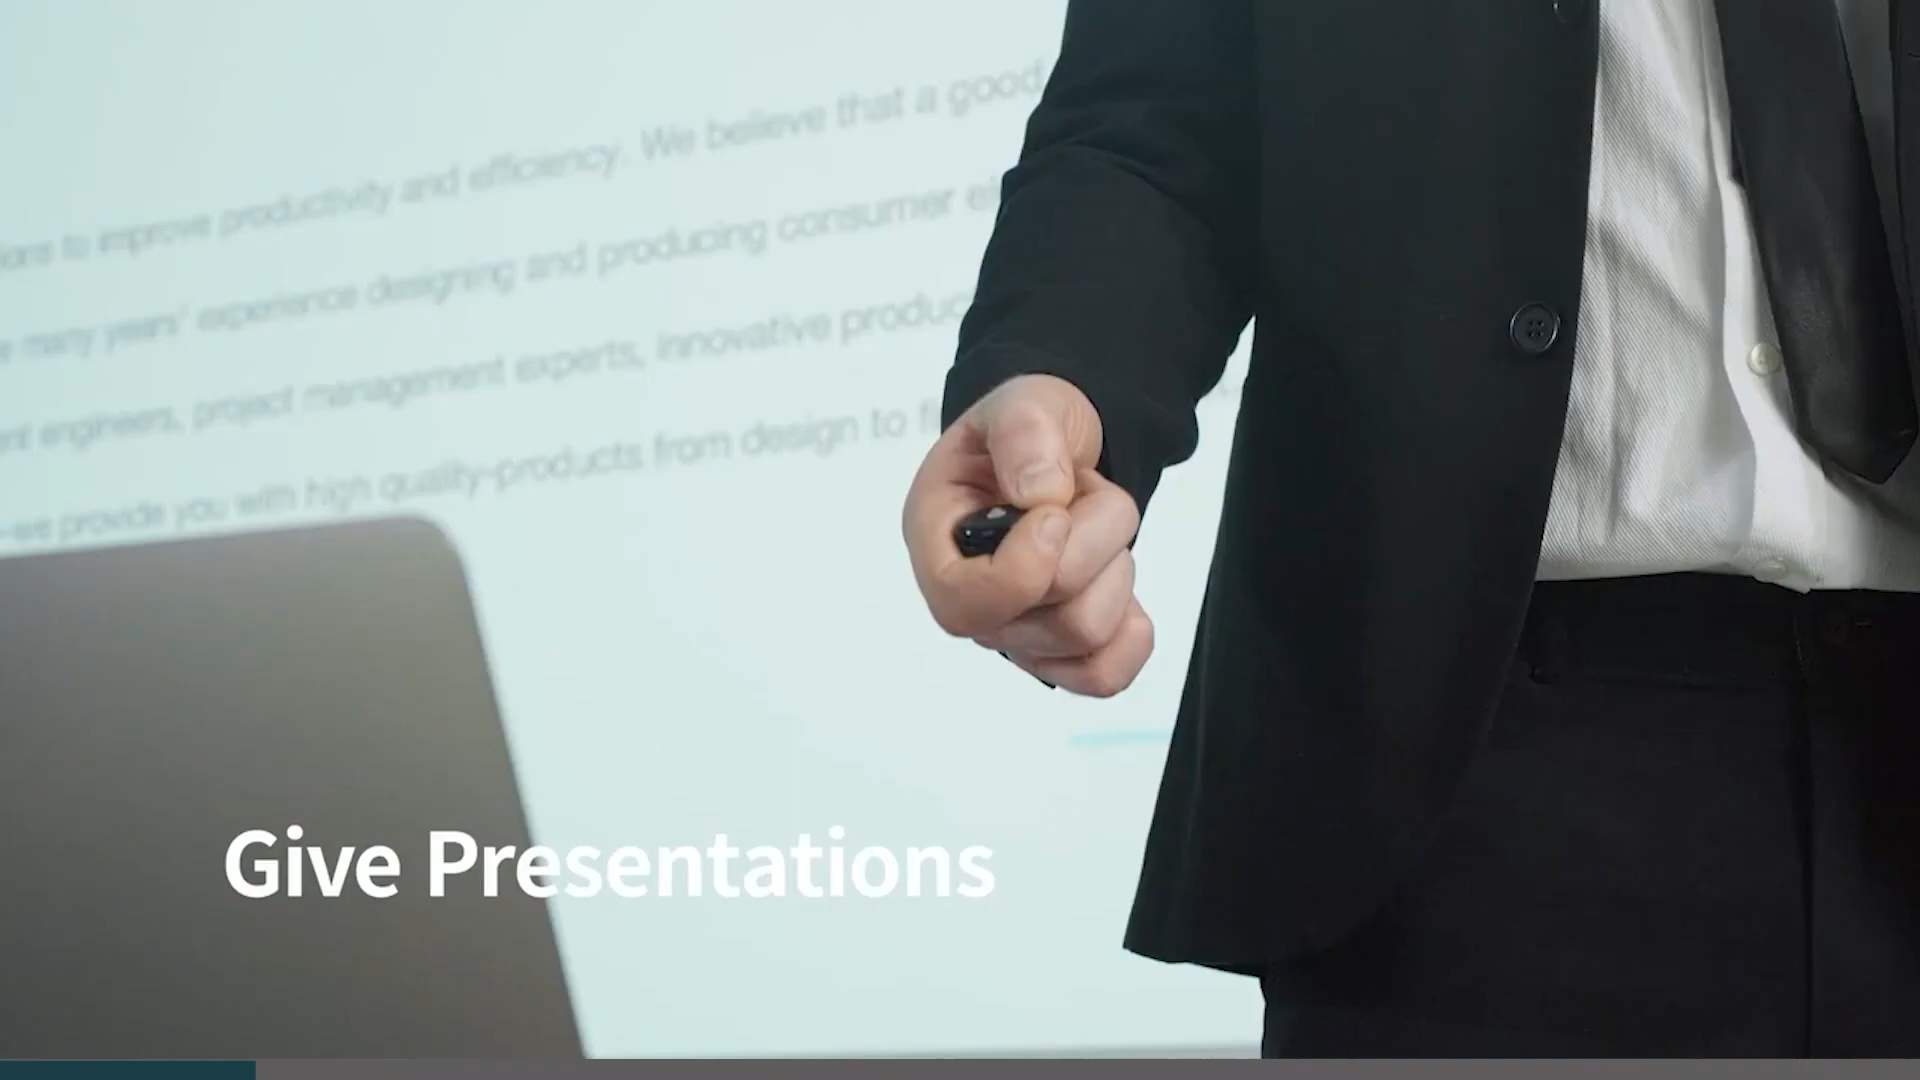 We believe that a good
ions to improve productivity and efficiency.
many years' experience designing and producing consumer
engineers, project management experts, innovative
we provide you with high quality-products from design to
Give Presentations